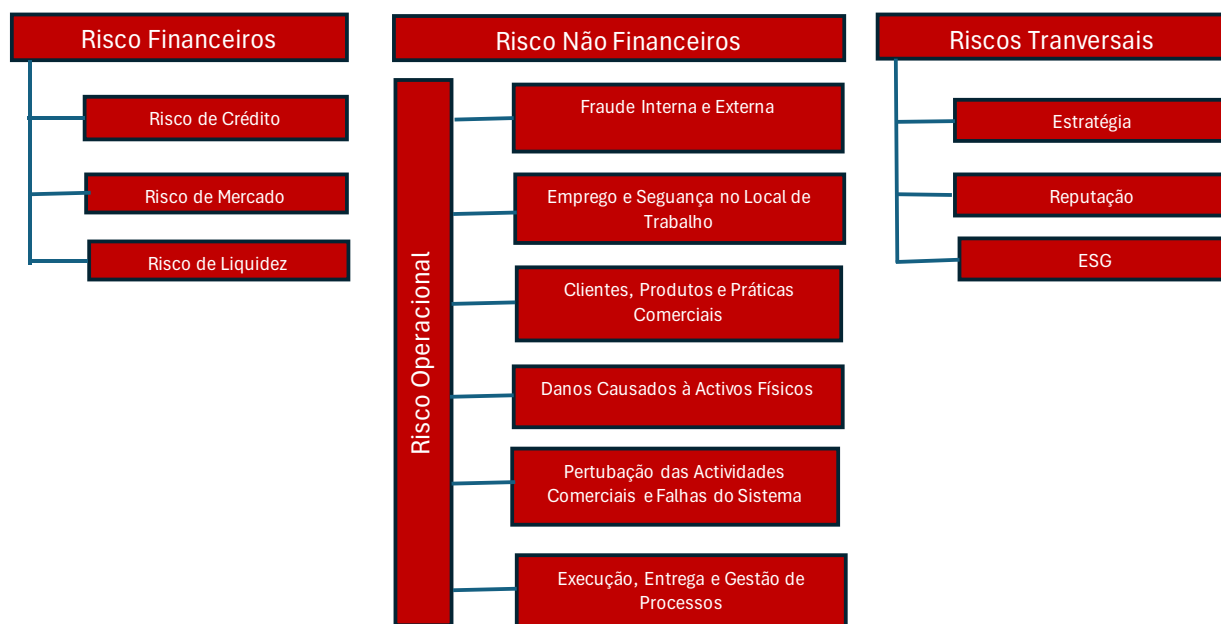 Risco Financeiros
Risco de Crédito
Risco de Mercado
Risco de Liquidez
Risco Não Financeiros
Risco Operacional
Fraude Interna e Externa
Emprego e Seguança no Local de
Trabalho
Clientes, Produtos e Práticas
Comerciais
Danos Causados à Activos Físicos
Pertubação das Actividades
Comerciais e Falhas do Sistema
Execução, Entrega e Gestão de
Processos
Riscos Tranversais
Estratégia
Reputação
ESG